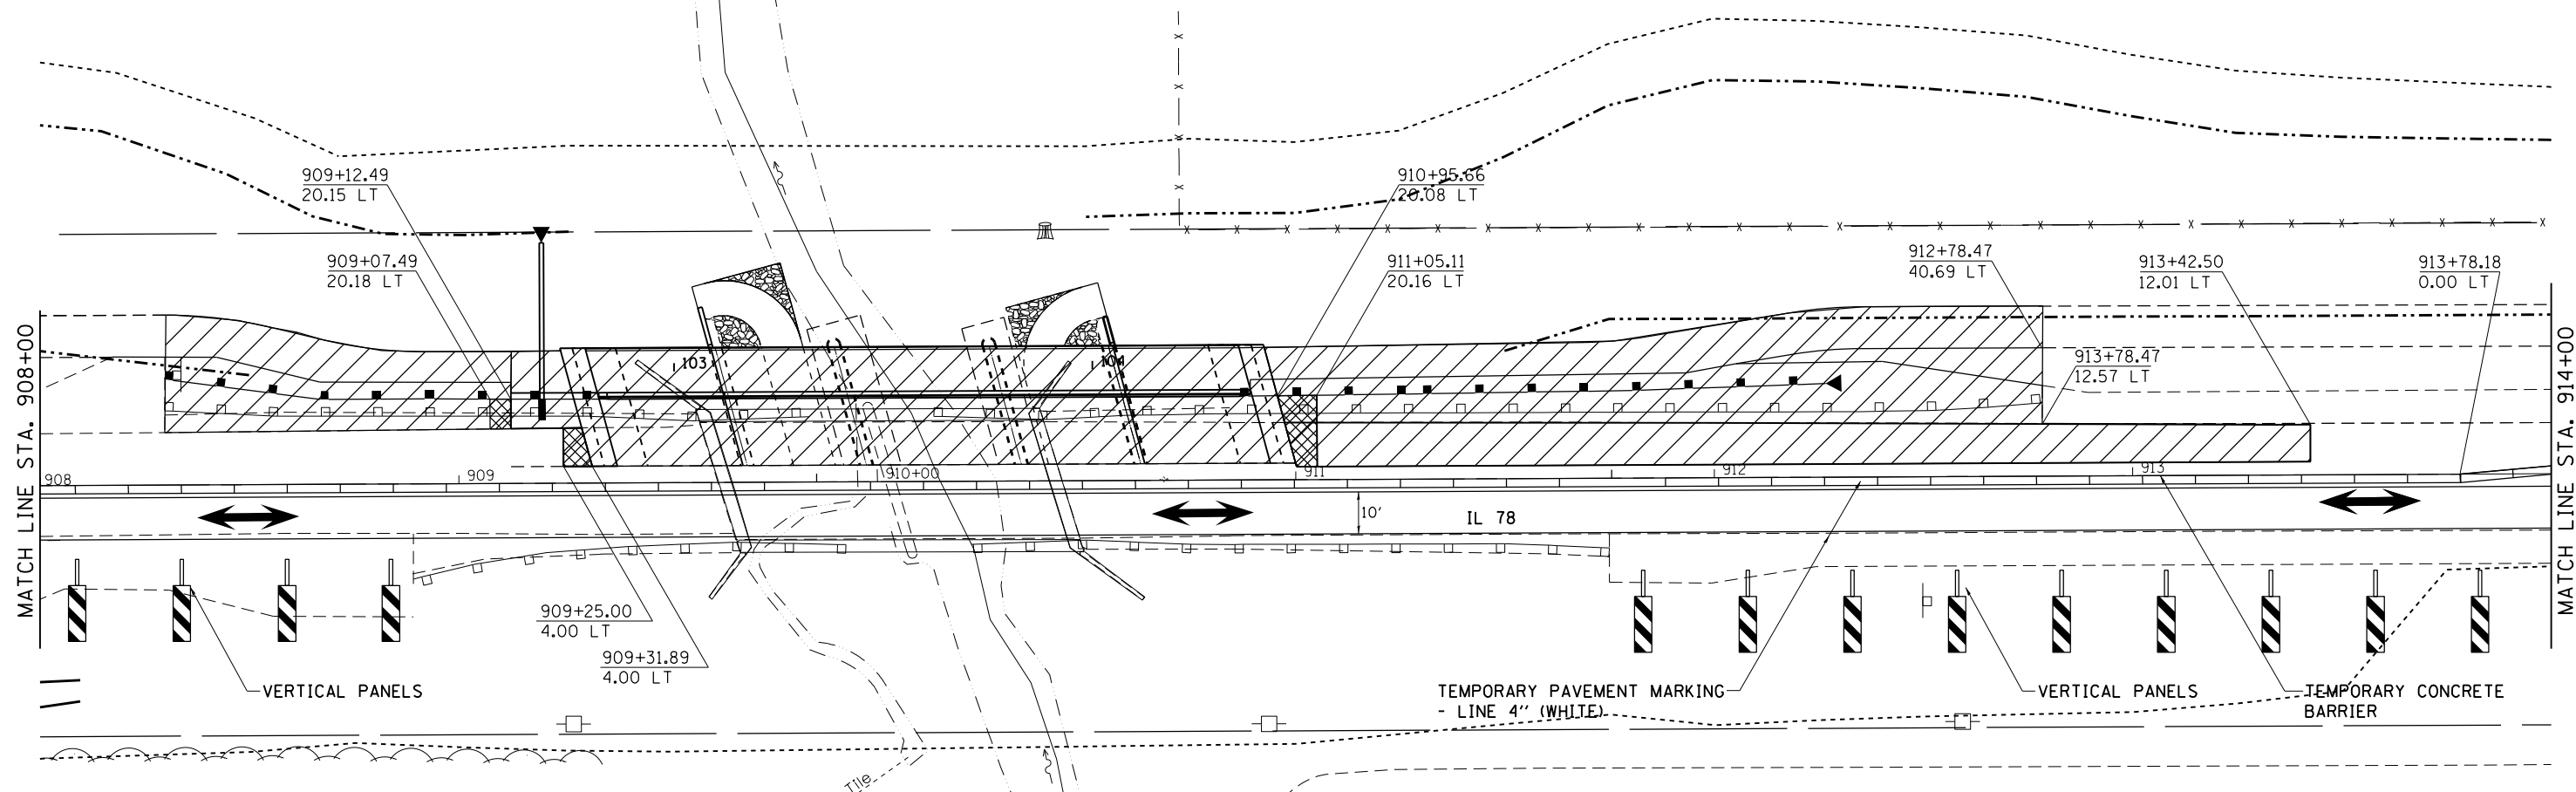 909+12.49
20.15 LT
910+95.66
20.08 LT
909+07.49
20.18 LT
911+05.11
20.16 LT
912+78.47
40.69 LT
913+42.50
12.01 LT
913+78.18
0.00 LT
MATCH LINE STA. 908+00
MATCH LINE STA. 914+00
103
104
913+78.47
12.57 LT
908
909
910+00
911
912
913
10'
IL 78
909+25.00
4.00 LT
909+31.89
4.00 LT
VERTICAL PANELS
TEMPORARY PAVEMENT MARKING
- LINE 4'' (WHITE)
VERTICAL PANELS
TEMPORARY CONCRETE
BARRIER
Tile